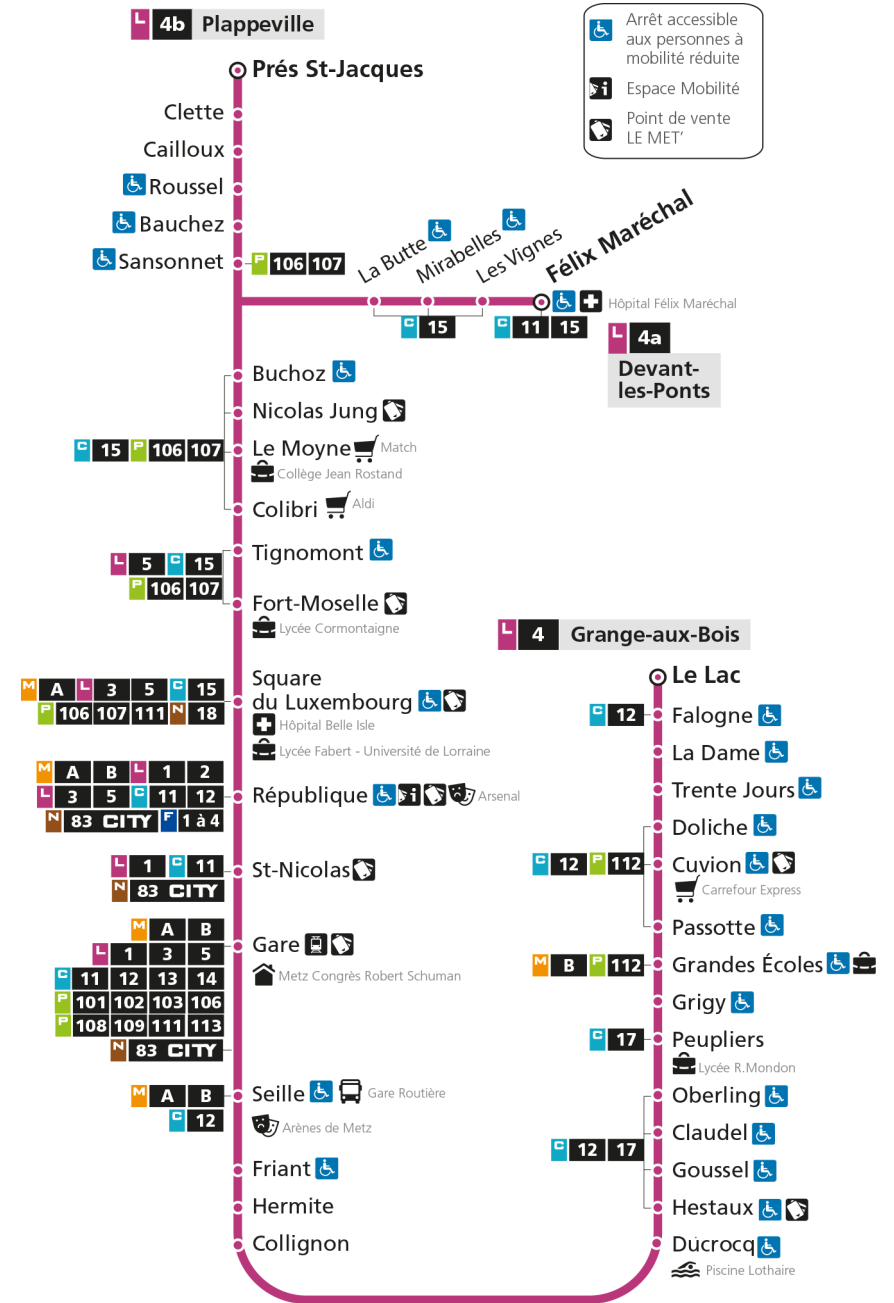 L 4b Plappeville
Arrêt accessible
aux personnes à
mobilité réduite
Espace Mobilité
Point de vente
LE MET'
Prés St-Jacques
Clette
Cailloux
Roussel
Bauchez
Sansonnet
P 106 107
La Butte
Mirabelles
Les Vignes
Félix Maréchal
Hôpital Félix Maréchal
C 15
C 11 15
L 4a
Devant-
les-Ponts
Buchoz
Nicolas Jung
C 15 P 106 107
Le Moyne Match
Collège Jean Rostand
Colibri Aldi
Tignomont
L 5 C 15
P 106 107
Fort-Moselle
Lycée Cormontaigne
Square
du Luxembourg
M A L 3 5 C 15
P 106 107 111 N 18
Hôpital Belle Isle
Lycée Fabert - Université de Lorraine
M A B L 1 2
L 3 5 C 11 12
N 83 CITY F 1 à 4
République Arsenal
L 1 C 11
N 83 CITY
St-Nicolas
M A B
L 1 3 5
C 11 12 13 14
P 101 102 103 106
P 108 109 111 113
N 83 CITY
Gare
Metz Congrès Robert Schuman
M A B
C 12
Seille Gare Routière
Arènes de Metz
Friant
Hermite
Collignon
L 4 Grange-aux-Bois
Le Lac
C 12
Falogne
La Dame
Trente Jours
Doliche
C 12 P 112
Cuvion
Carrefour Express
Passotte
M B P 112
Grandes Écoles
Grigy
C 17
Peupliers
Lycée R.Mondon
Oberling
Claudel
C 12 17
Goussel
Hestaux
Ducrocq
Piscine Lothaire